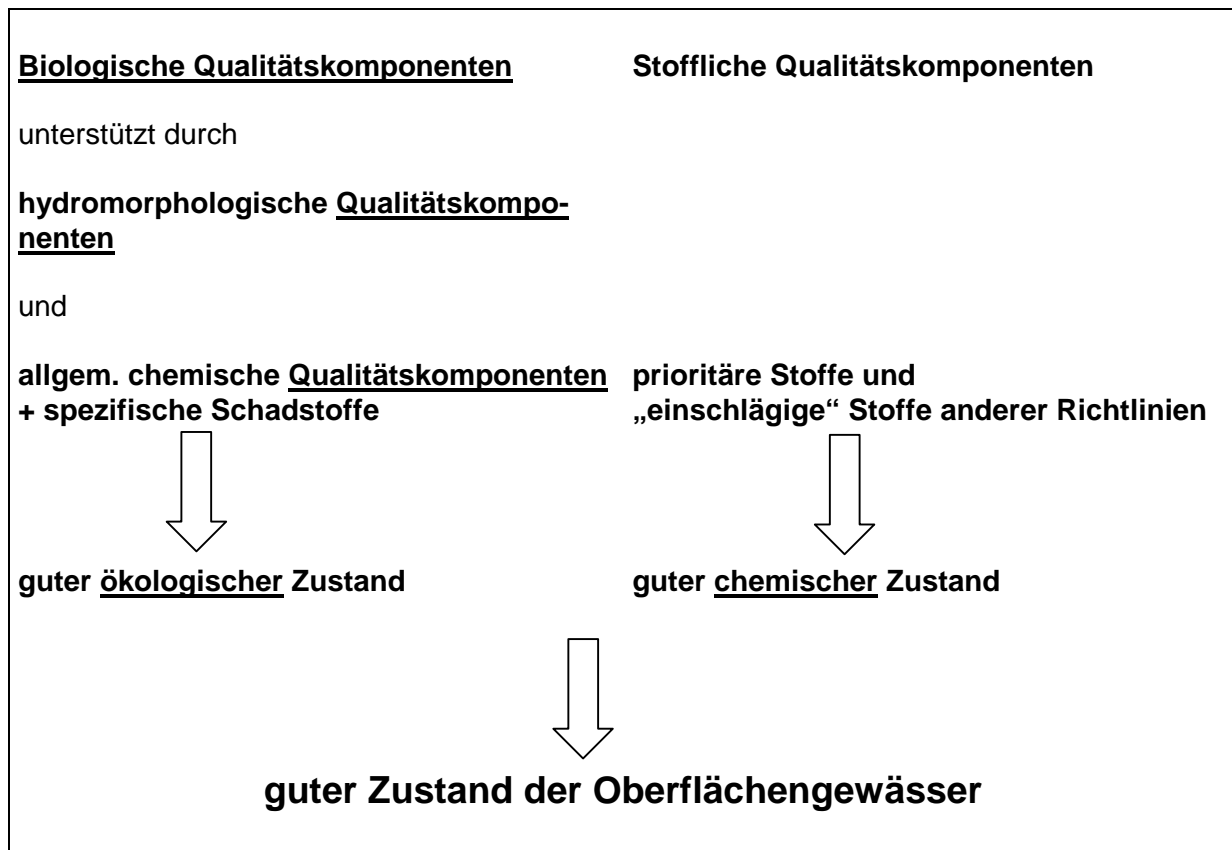 Biologische Qualitätskomponenten
unterstützt durch
hydromorphologische Qualitätskompo-
nenten
und
allgem. chemische Qualitätskomponenten
+ spezifische Schadstoffe
guter ökologischer Zustand
Stoffliche Qualitätskomponenten
prioritäre Stoffe und
„einschlägige“ Stoffe anderer Richtlinien
guter chemischer Zustand
guter Zustand der Oberflächengewässer